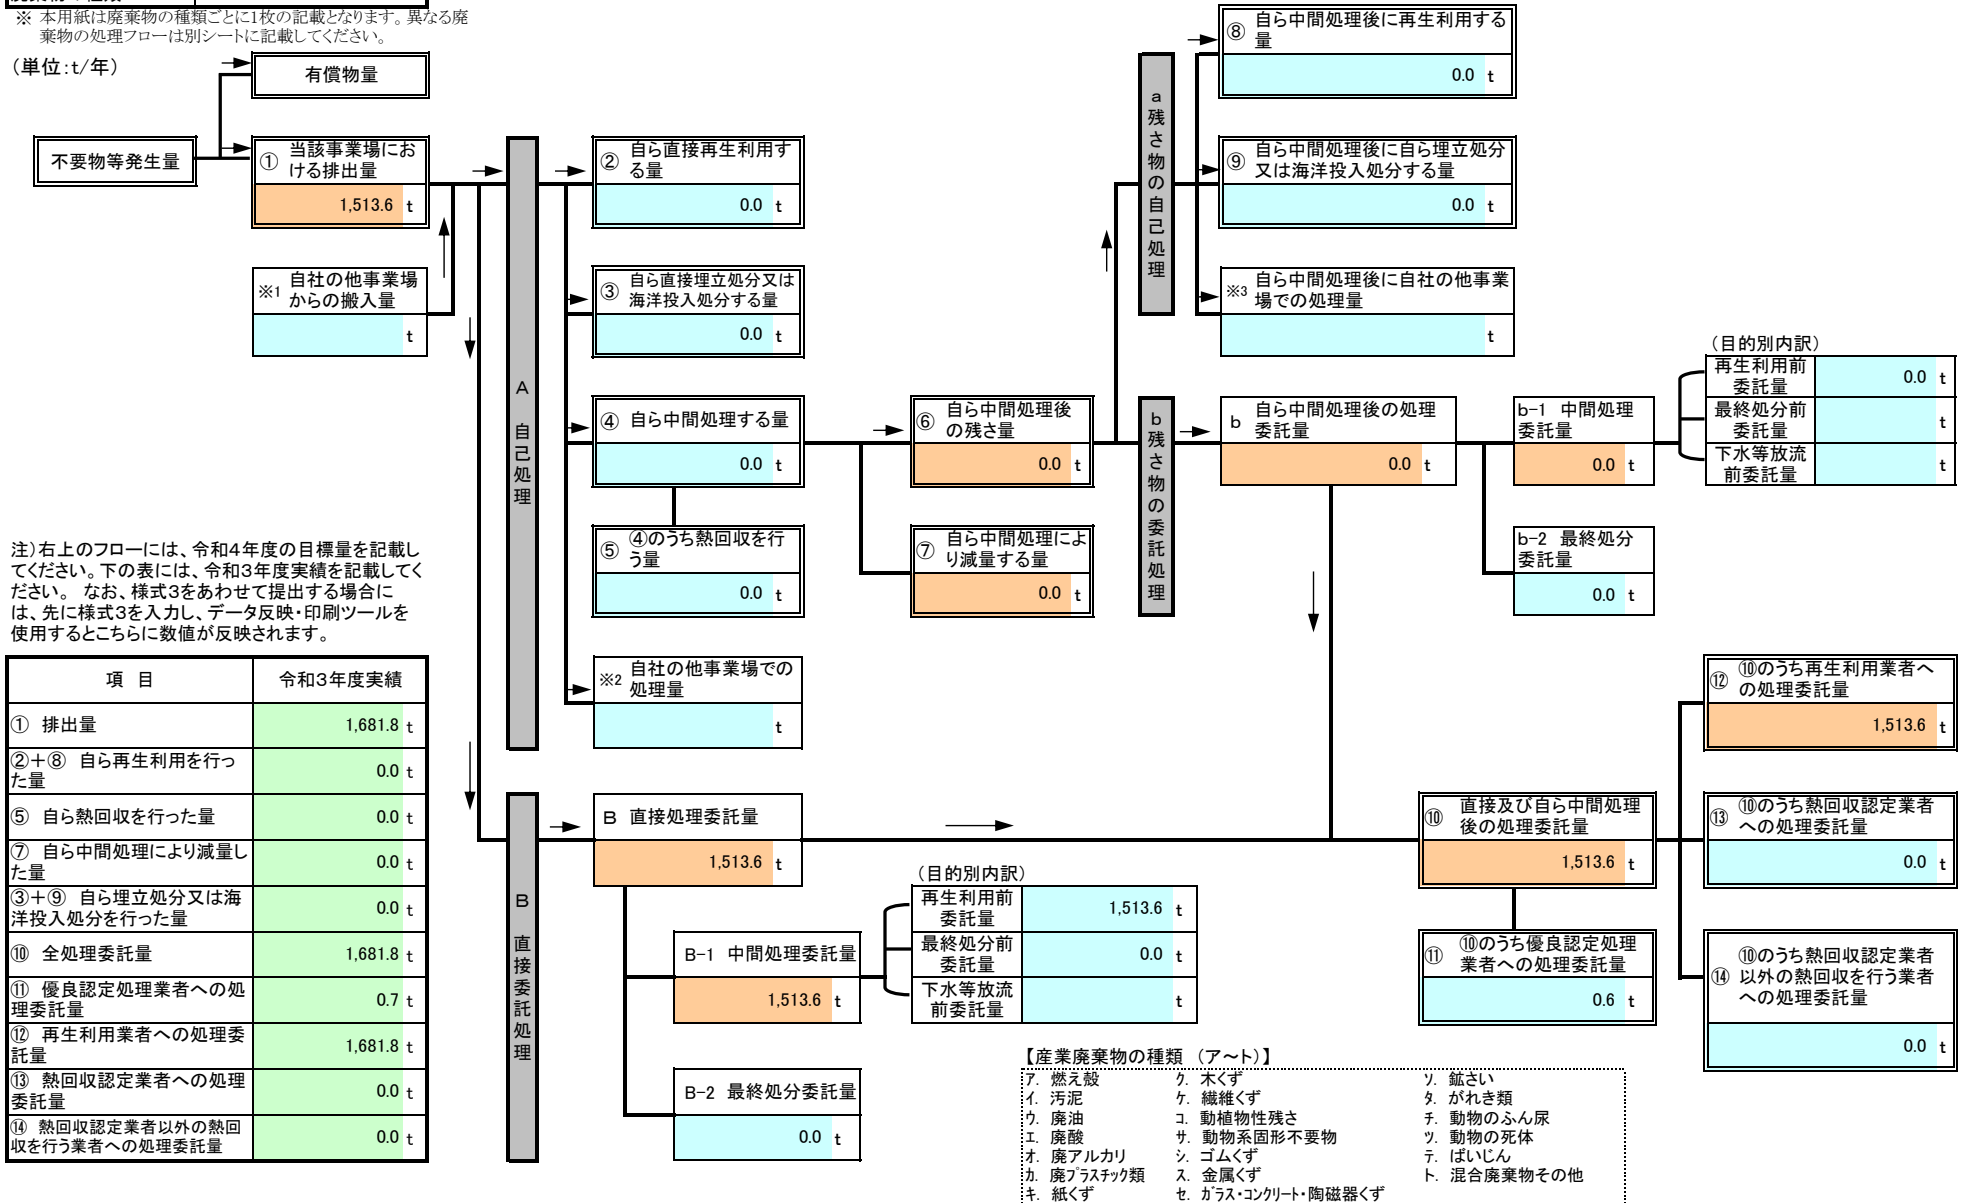 ※ 本用紙は廃棄物の種類ごとに1枚の記載となります。異なる廃
棄物の処理フローは別シートに記載してください。
(単位:t/年)
有償物量
不要物等発生量
① 当該事業場にお
ける排出量
1,513.6 t
※1 自社の他事業場
からの搬入量
t
A 自己処理
② 自ら直接再生利用す
る量
0.0 t
③ 自ら直接埋立処分又は
海洋投入処分する量
0.0 t
④ 自ら中間処理する量
0.0 t
⑤ ④のうち熱回収を行
う量
0.0 t
※2 自社の他事業場での
処理量
t
⑥ 自ら中間処理後
の残さ量
0.0 t
⑦ 自ら中間処理によ
り減量する量
0.0 t
a 残さ物の自己処理
⑧ 自ら中間処理後に再生利用する
量
0.0 t
⑨ 自ら中間処理後に自ら埋立処分
又は海洋投入処分する量
0.0 t
※3 自ら中間処理後に自社の他事業
場での処理量
t
b 残さ物の委託処理
b 自ら中間処理後の処理
委託量
0.0 t
b-1 中間処理
委託量
0.0 t
b-2 最終処分
委託量
0.0 t
(目的別内訳)
再生利用前
委託量
0.0 t
最終処分前
委託量
t
下水等放流
前委託量
t
注)右上のフローには、令和4年度の目標量を記載し
てください。下の表には、令和3年度実績を記載してく
ださい。 なお、様式3をあわせて提出する場合に
は、先に様式3を入力し、データ反映・印刷ツールを
使用するとこちらに数値が反映されます。
項 目 令和3年度実績
① 排出量 1,681.8 t
②+⑧ 自ら再生利用を行っ
た量 0.0 t
⑤ 自ら熱回収を行った量 0.0 t
⑦ 自ら中間処理により減量し
た量 0.0 t
③+⑨ 自ら埋立処分又は海
洋投入処分を行った量 0.0 t
⑩ 全処理委託量 1,681.8 t
⑪ 優良認定処理業者への処
理委託量 0.7 t
⑫ 再生利用業者への処理委
託量 1,681.8 t
⑬ 熱回収認定業者への処理
委託量 0.0 t
⑭ 熱回収認定業者以外の熱回
収を行う業者への処理委託量 0.0 t
B 直接委託処理
B 直接処理委託量
1,513.6 t
B-1 中間処理委託量
1,513.6 t
B-2 最終処分委託量
0.0 t
(目的別内訳)
再生利用前
委託量
1,513.6 t
最終処分前
委託量
0.0 t
下水等放流
前委託量
t
⑩ 直接及び自ら中間処理
後の処理委託量
1,513.6 t
⑪ ⑩のうち優良認定処理
業者への処理委託量
0.6 t
⑫ ⑩のうち再生利用業者へ
の処理委託量
1,513.6 t
⑬ ⑩のうち熱回収認定業者
への処理委託量
0.0 t
⑭ ⑩のうち熱回収認定業者
以外の熱回収を行う業者
への処理委託量
0.0 t
【産業廃棄物の種類 (ア~ト)】
ア. 燃え殻 ク. 木くず ソ. 鉱さい
イ. 汚泥 ケ. 繊維くず タ. がれき類
ウ. 廃油 コ. 動植物性残さ チ. 動物のふん尿
エ. 廃酸 サ. 動物系固形不要物 ツ. 動物の死体
オ. 廃アルカリ シ. ゴムくず テ. ばいじん
カ. 廃プラスチック類 ス. 金属くず ト. 混合廃棄物その他
キ. 紙くず セ. ガラス・コンクリート・陶磁器くず